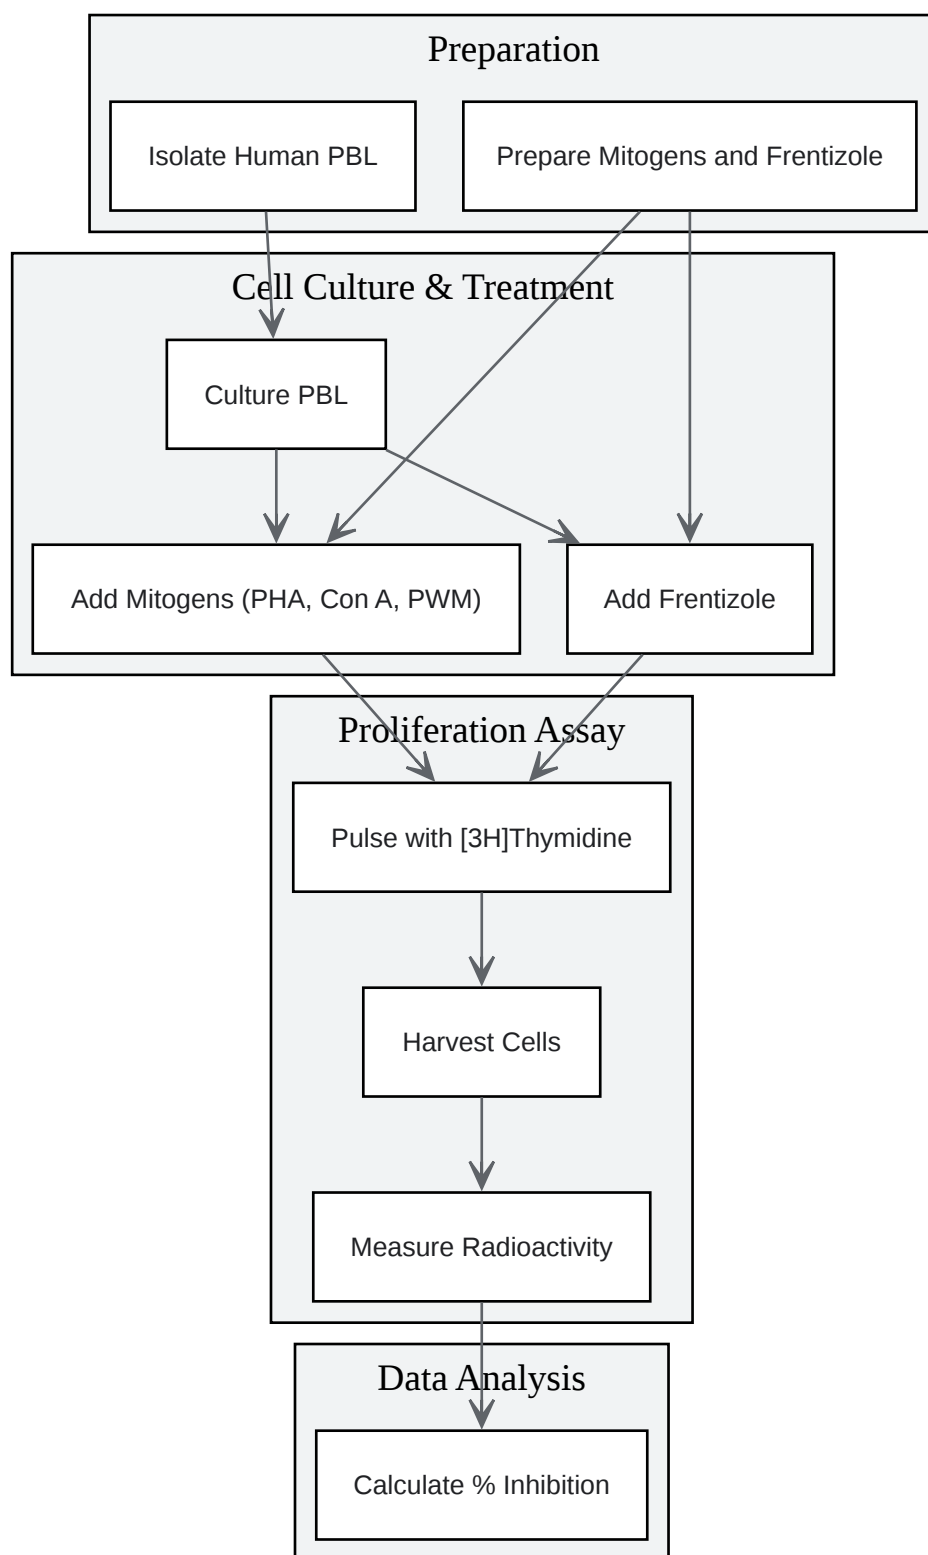 Preparation
Isolate Human PBL
Prepare Mitogens and Frentizole
Cell Culture & Treatment
Culture PBL
Add Mitogens (PHA, Con A, PWM)
Add Frentizole
Proliferation Assay
Pulse with [3H]Thymidine
Harvest Cells
Measure Radioactivity
Data Analysis
Calculate % Inhibition